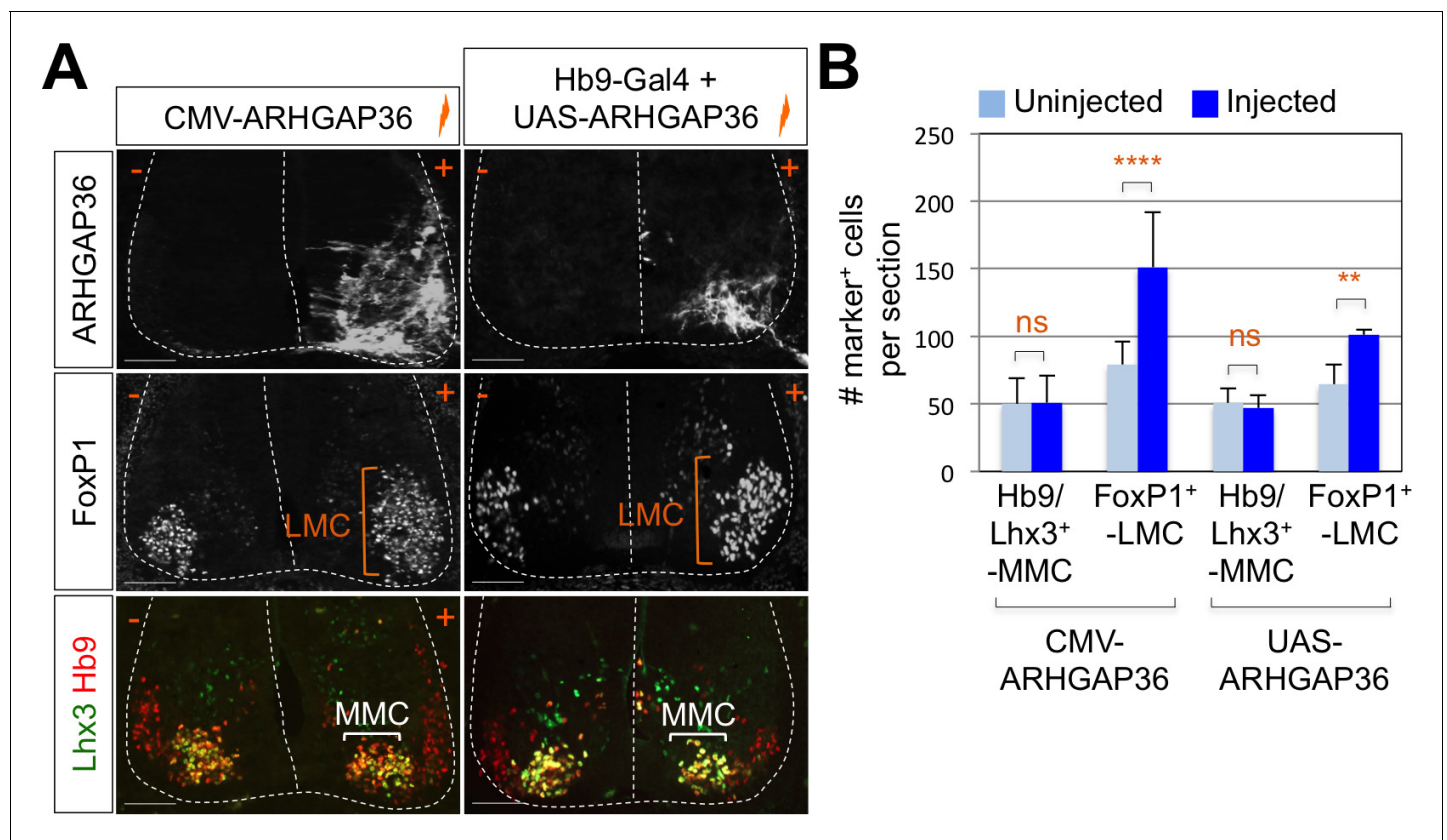 A
CMV-ARHGAP36
Hb9-Gal4 +
UAS-ARHGAP36
ARHGAP36
- +
- +
FoxP1
- +
LMC
- +
LMC
Lhx3 Hb9
- +
MMC
- +
MMC
B
Uninjected Injected
# marker⁺ cells
per section
250
200
150
100
50
0
ns
****
ns
**
Hb9/
Lhx3⁺
-MMC
FoxP1⁺
-LMC
Hb9/
Lhx3⁺
-MMC
FoxP1⁺
-LMC
CMV-
ARHGAP36
UAS-
ARHGAP36